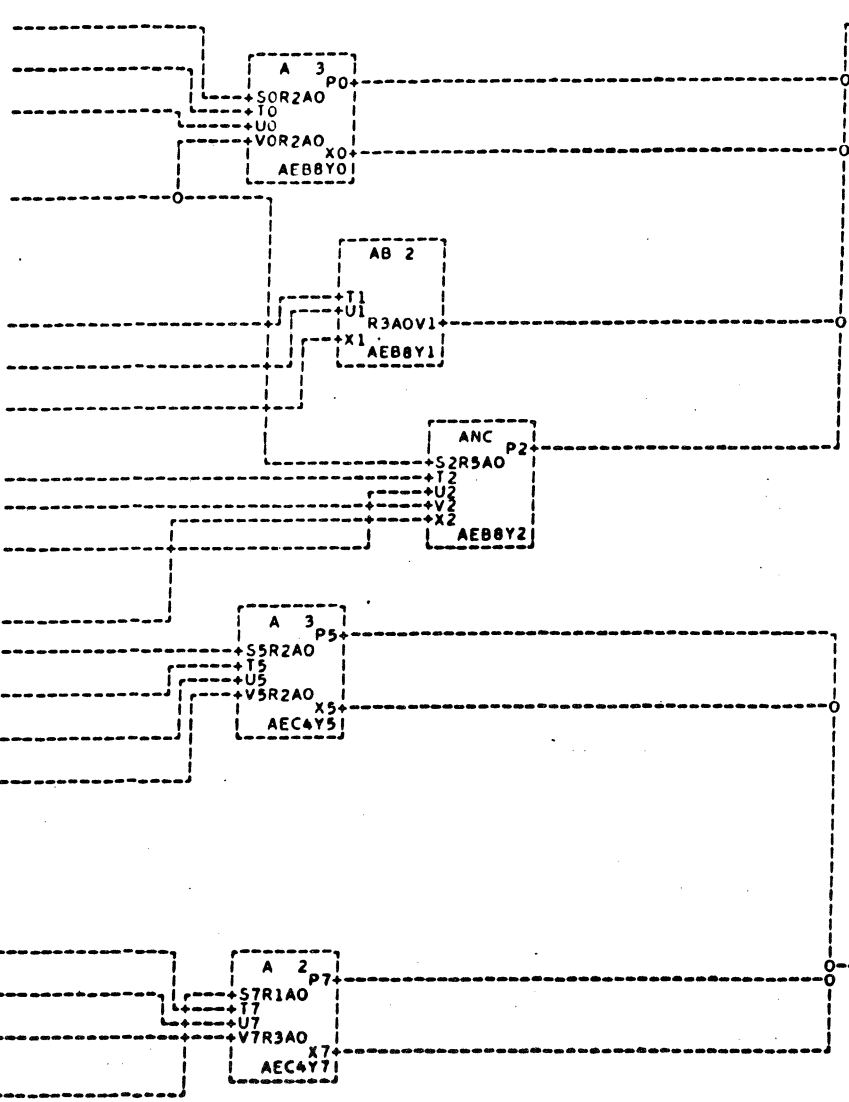 A 3
P0
S0R2A0
T0
U0
V0R2A0
X0
AEB8Y0
AB 2
T1
U1
R3A0V1
X1
AEB8Y1
ANC
P2
S2R5A0
T2
U2
V2
X2
AEB8Y2
A 3
P5
S5R2A0
T5
U5
V5R2A0
X5
AEC4Y5
A 2
P7
S7R1A0
T7
U7
V7R3A0
X7
AEC4Y7